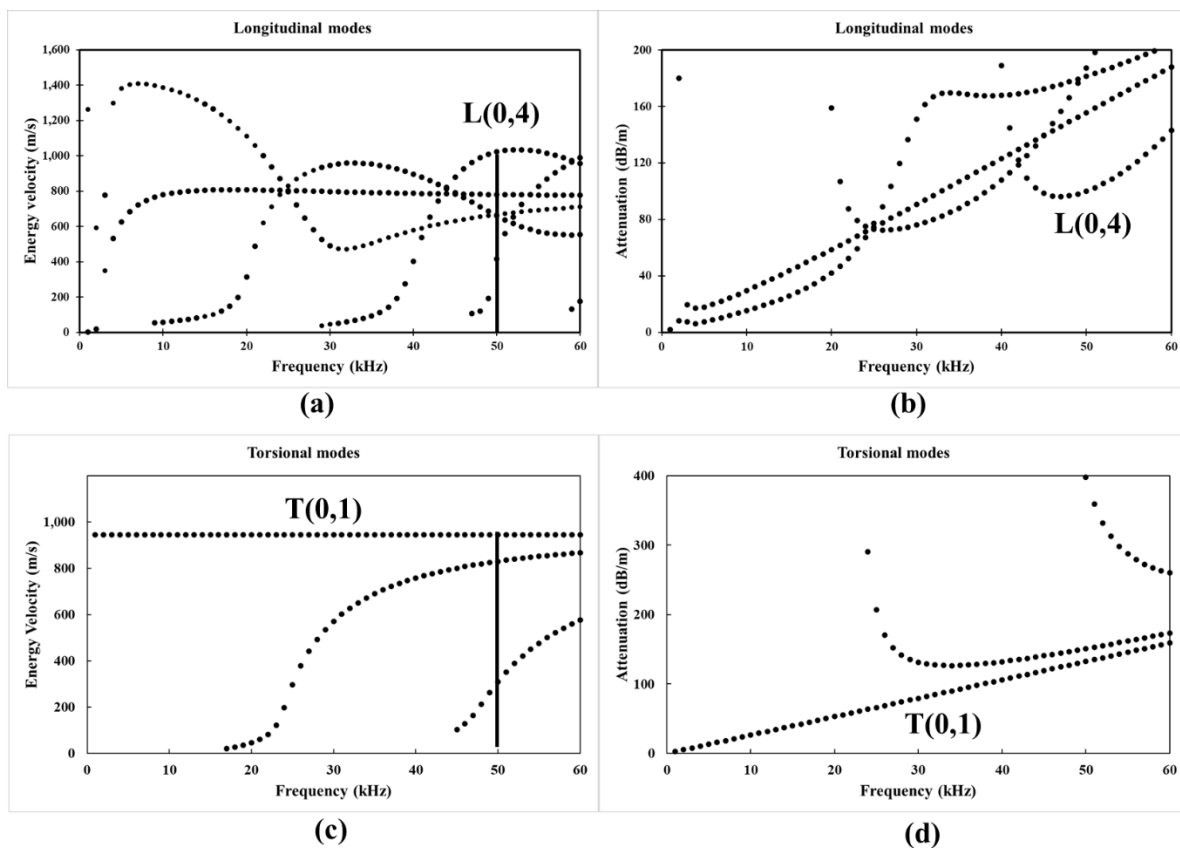 Longitudinal modes
1,600
1,400
1,200
1,000
800
600
400
200
0
Energy velocity (m/s)
L(0,4)
0 10 20 30 40 50 60
Frequency (kHz)
(a)
Longitudinal modes
200
160
120
80
40
0
Attenuation (dB/m)
L(0,4)
0 10 20 30 40 50 60
Frequency (kHz)
(b)
Torsional modes
1,000
800
600
400
200
0
Energy Velocity (m/s)
T(0,1)
0 10 20 30 40 50 60
Frequency (kHz)
(c)
Torsional modes
400
300
200
100
0
Attenuation (dB/m)
T(0,1)
0 10 20 30 40 50 60
Frequency (kHz)
(d)